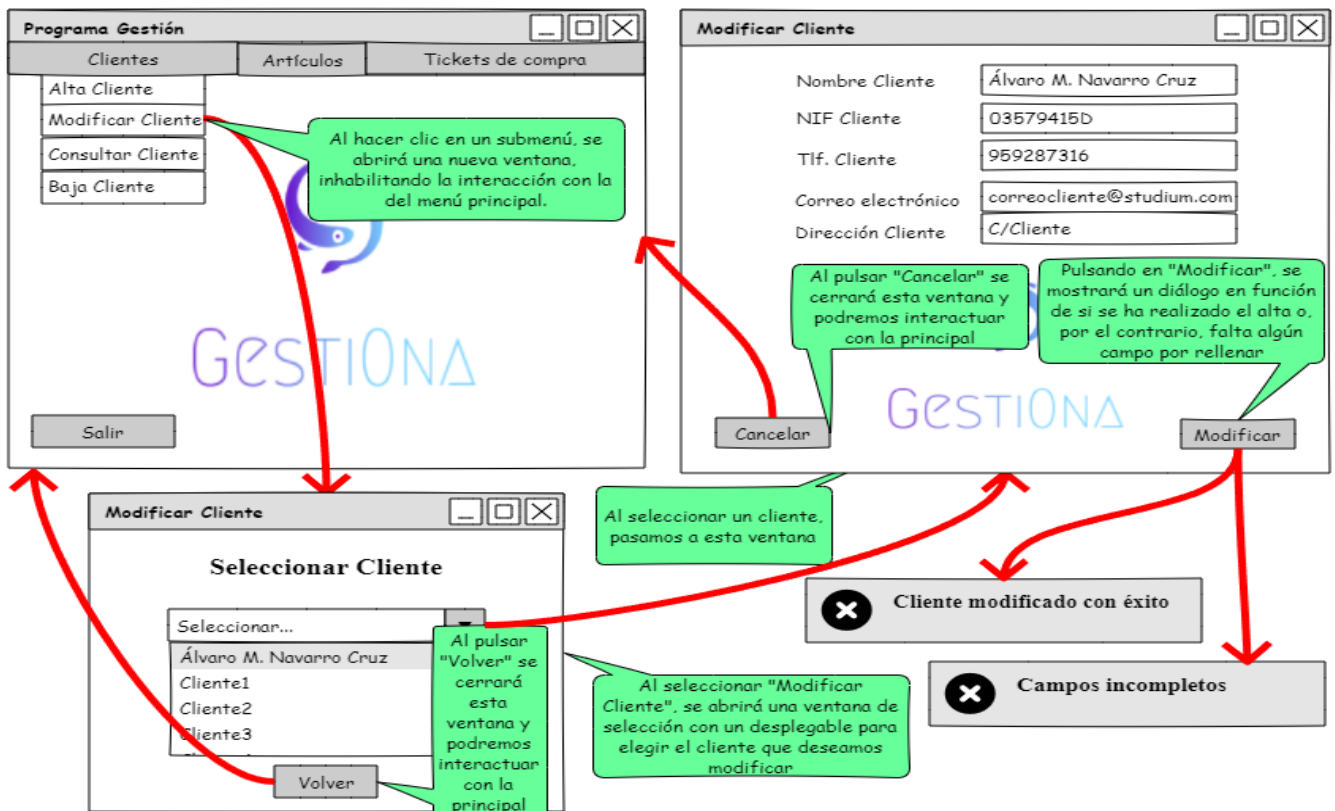 Programa Gestión
Clientes
Artículos
Tickets de compra
Alta Cliente
Modificar Cliente
Consultar Cliente
Baja Cliente
Al hacer clic en un submenú, se
abrirá una nueva ventana,
inhabilitando la interacción con la
del menú principal.
GestiOna
Salir
Modificar Cliente
Nombre Cliente
Álvaro M. Navarro Cruz
NIF Cliente
03579415D
Tlf. Cliente
959287316
Correo electrónico
correocliente@studium.com
Dirección Cliente
C/Cliente
Al pulsar "Cancelar" se
cerrará esta ventana y
podremos interactuar
con la principal
Pulsando en "Modificar", se
mostrará un diálogo en función
de si se ha realizado el alta o,
por el contrario, falta algún
campo por rellenar
GestiOna
Cancelar
Modificar
Al seleccionar un cliente,
pasamos a esta ventana
Modificar Cliente
Seleccionar Cliente
Seleccionar...
Álvaro M. Navarro Cruz
Cliente1
Cliente2
Cliente3
Al pulsar
"Volver" se
cerrará
esta
ventana y
podremos
interactuar
con la
principal
Volver
Al seleccionar "Modificar
Cliente", se abrirá una ventana de
selección con un desplegable para
elegir el cliente que deseamos
modificar
Cliente modificado con éxito
Campos incompletos